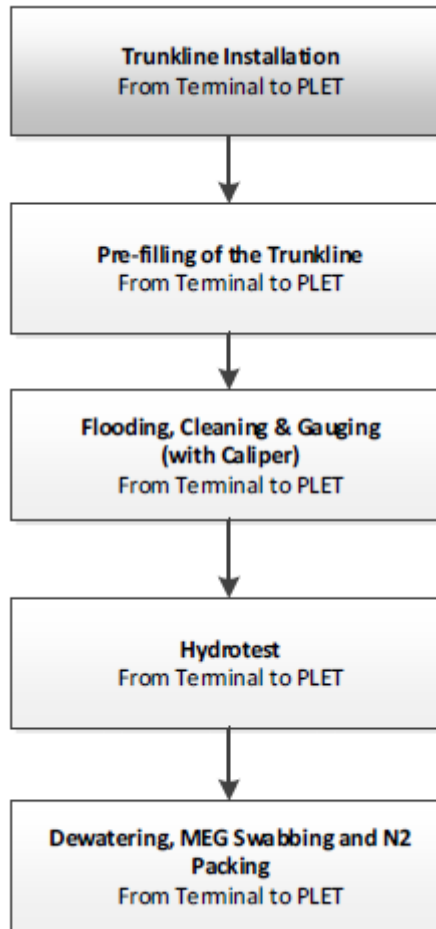 Trunkline Installation
From Terminal to PLET
Pre-filling of the Trunkline
From Terminal to PLET
Flooding, Cleaning & Gauging
(with Caliper)
From Terminal to PLET
Hydrotest
From Terminal to PLET
Dewatering, MEG Swabbing and N2
Packing
From Terminal to PLET